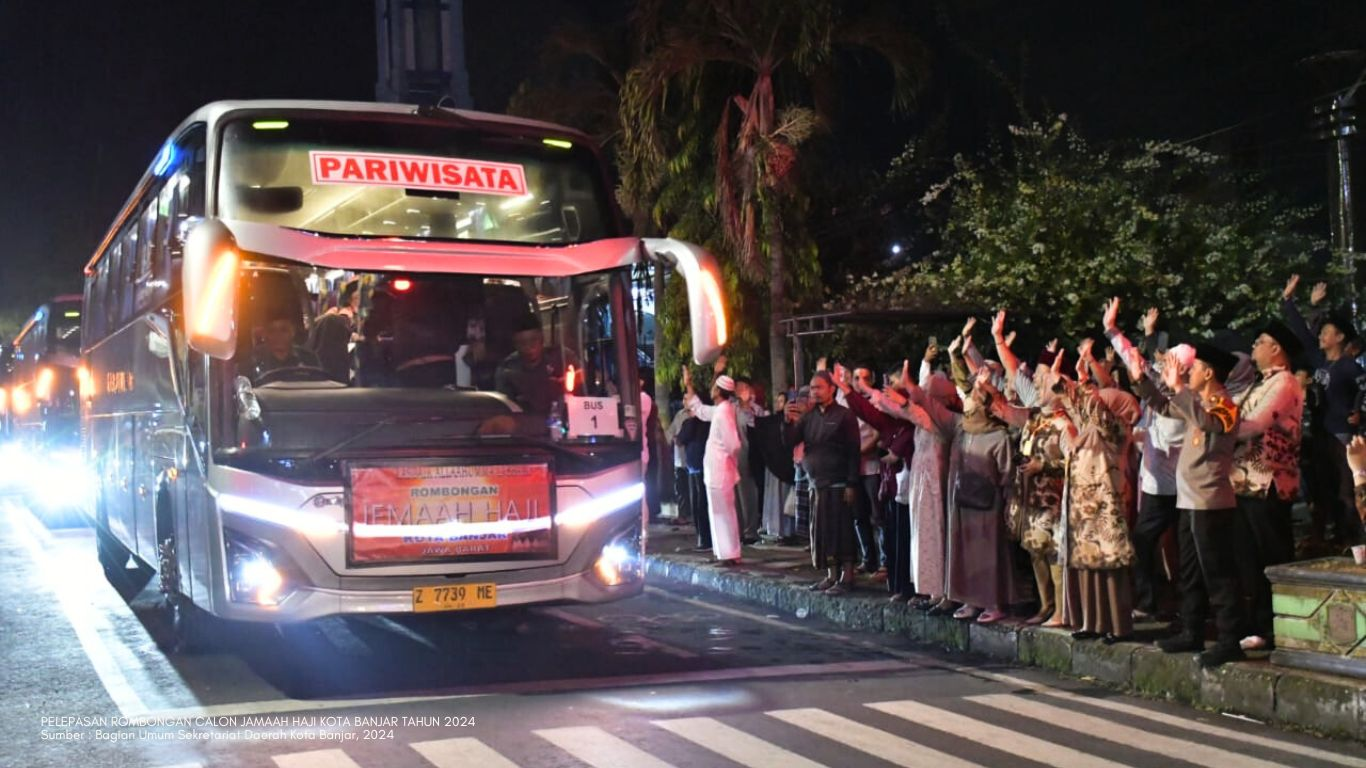 PARIWISATA
BUS
1
ROMBONGAN
JEMAAH HAJI
KOTA BANJAR
JAWA BARAT
Z 7739 ME
PELEPASAN ROMBONGAN CALON JAMAAH HAJI KOTA BANJAR TAHUN 2024
Sumber : Bagian Umum Sekretariat Daerah Kota Banjar, 2024